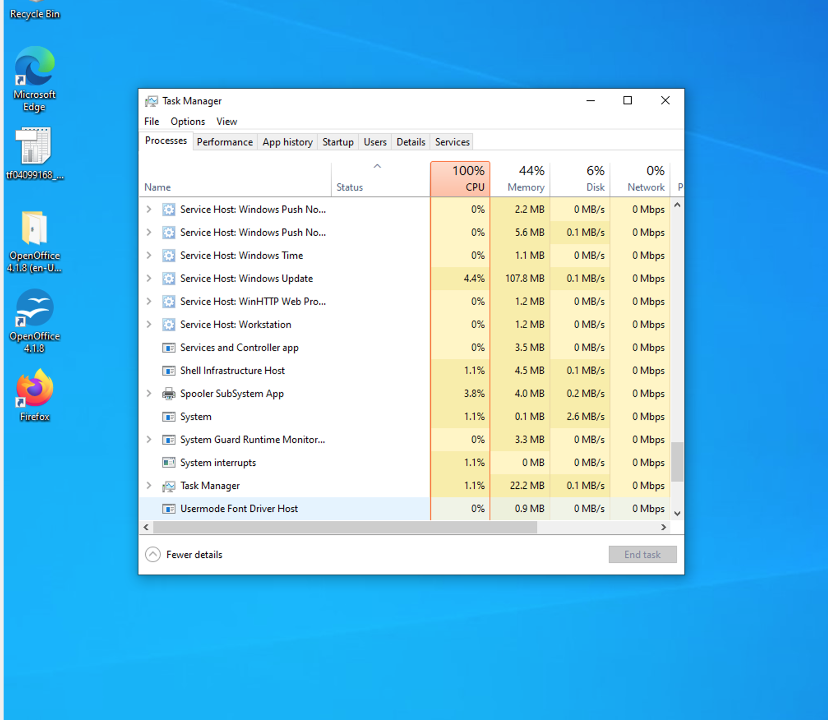 Recycle Bin
Microsoft
Edge
tf04099168_...
OpenOffice
4.1.8 (en-U...
OpenOffice
4.1.8
Firefox
Task Manager
File Options View
Processes Performance App history Startup Users Details Services
100% 44% 6% 0%
Name Status CPU Memory Disk Network P
Service Host: Windows Push No... 0% 2.2 MB 0 MB/s 0 Mbps
Service Host: Windows Push No... 0% 5.6 MB 0.1 MB/s 0 Mbps
Service Host: Windows Time 0% 1.1 MB 0 MB/s 0 Mbps
Service Host: Windows Update 4.4% 107.8 MB 0.1 MB/s 0 Mbps
Service Host: WinHTTP Web Pro... 0% 1.2 MB 0 MB/s 0 Mbps
Service Host: Workstation 0% 1.2 MB 0 MB/s 0 Mbps
Services and Controller app 0% 3.5 MB 0 MB/s 0 Mbps
Shell Infrastructure Host 1.1% 4.5 MB 0.1 MB/s 0 Mbps
Spooler SubSystem App 3.8% 4.0 MB 0.2 MB/s 0 Mbps
System 1.1% 0.1 MB 2.6 MB/s 0 Mbps
System Guard Runtime Monitor... 0% 3.3 MB 0 MB/s 0 Mbps
System interrupts 1.1% 0 MB 0 MB/s 0 Mbps
Task Manager 1.1% 22.2 MB 0.1 MB/s 0 Mbps
Usermode Font Driver Host 0% 0.9 MB 0 MB/s 0 Mbps
Fewer details End task